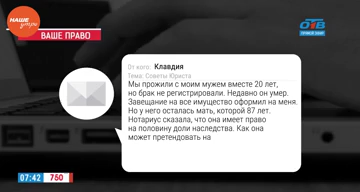 НАШЕ
утро
ВАШЕ ПРАВО
ОТВ
ПРЯМОЙ ЭФИР
От кого: Клавдия
Тема: Советы Юриста
Мы прожили с моим мужем вместе 20 лет,
но брак не регистрировали. Недавно он умер.
Завещание на все имущество оформил на меня.
Но у него осталась мать, которой 87 лет.
Нотариус сказала, что она имеет право
на половину доли наследства. Как она
может претендовать на
07:42 750